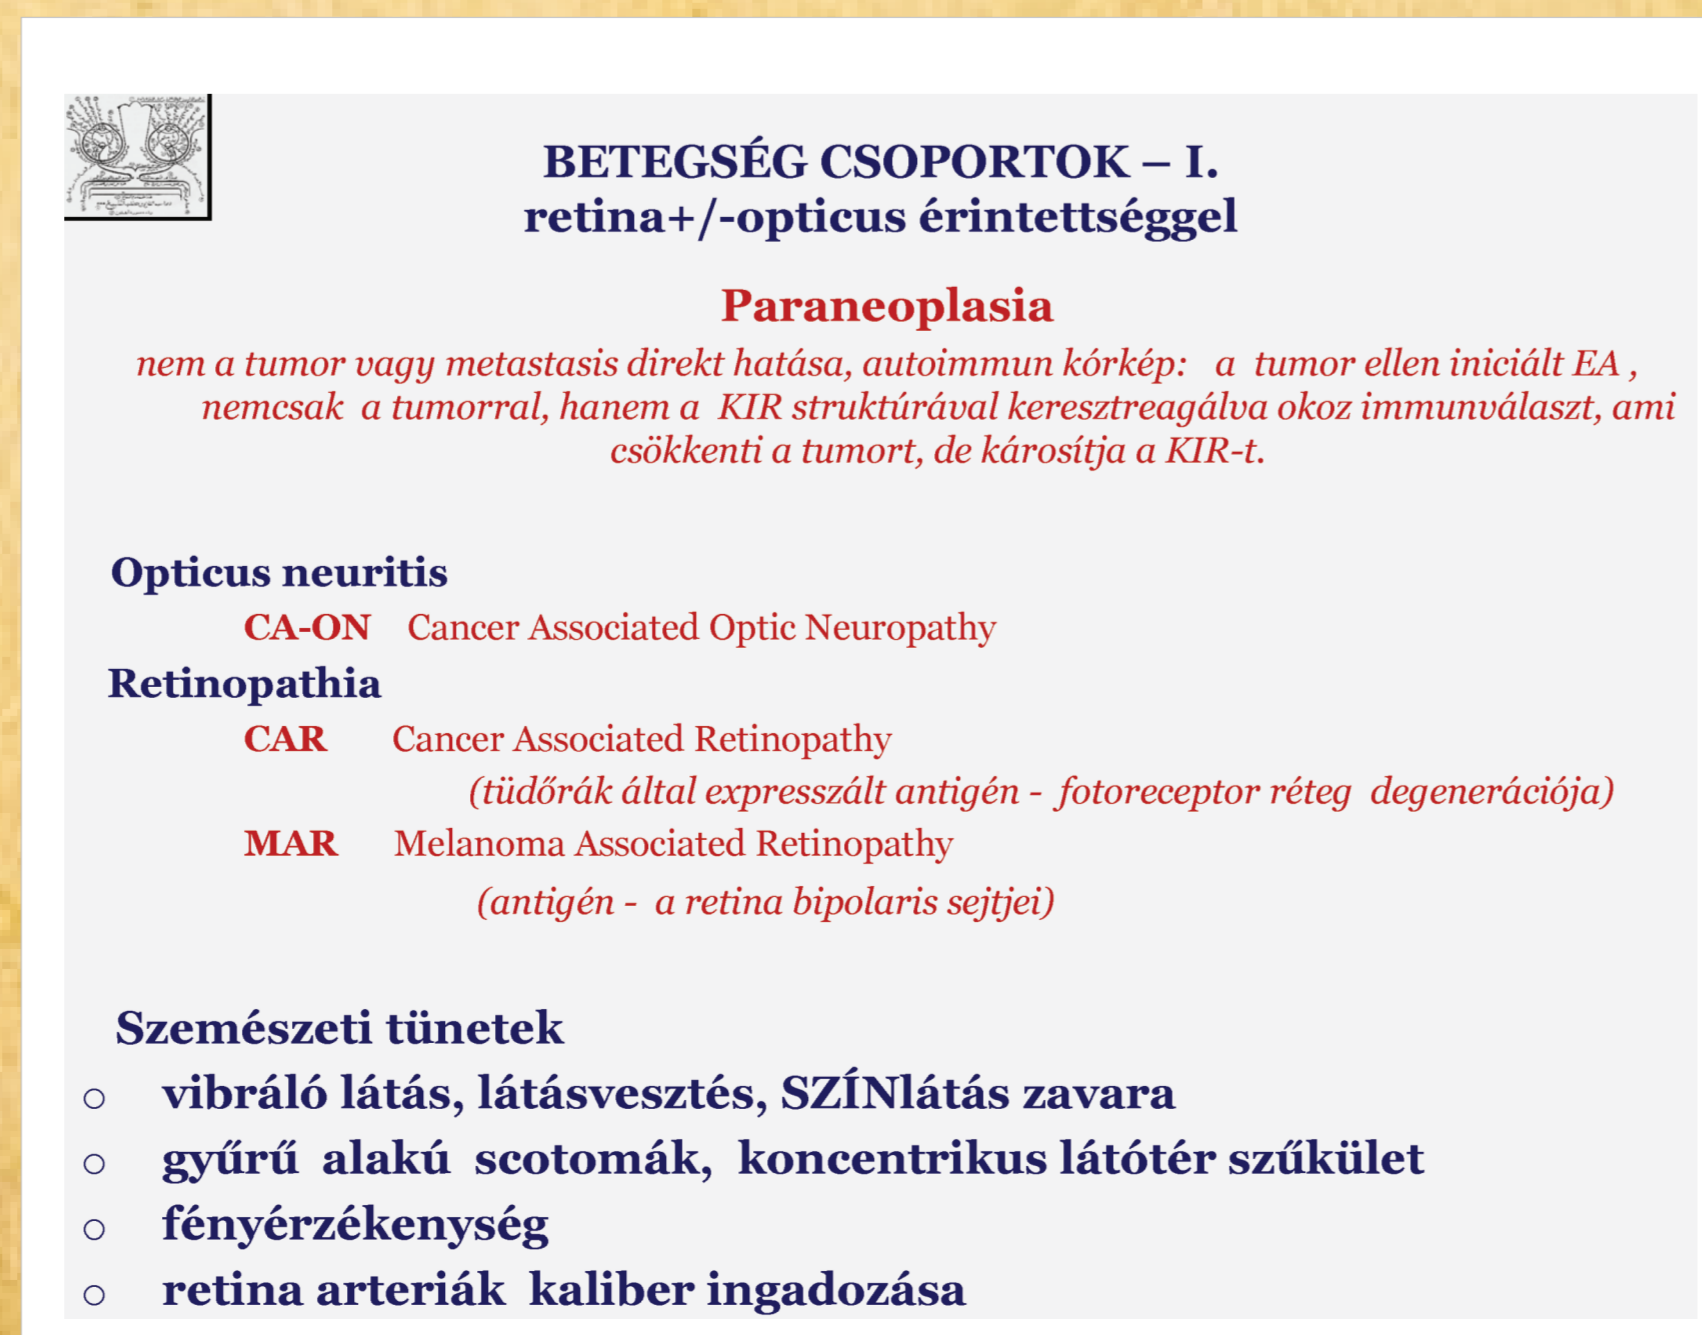 BETEGSÉG CSOPORTOK – I.
retina+/-opticus érintettséggel
Paraneoplasia
nem a tumor vagy metastasis direkt hatása, autoimmun kórkép: a tumor ellen iniciált EA ,
nemcsak a tumorral, hanem a KIR struktúrával keresztreagálva okoz immunválaszt, ami
csökkenti a tumort, de károsítja a KIR-t.
Opticus neuritis
CA-ON Cancer Associated Optic Neuropathy
Retinopathia
CAR Cancer Associated Retinopathy
(tüdőrák által expresszált antigén - fotoreceptor réteg degenerációja)
MAR Melanoma Associated Retinopathy
(antigén - a retina bipolaris sejtjei)
Szemészeti tünetek
o vibráló látás, látásvesztés, SZÍNlátás zavara
o gyűrű alakú scotomák, koncentrikus látótér szűkület
o fényérzékenység
o retina arteriák kaliber ingadozása